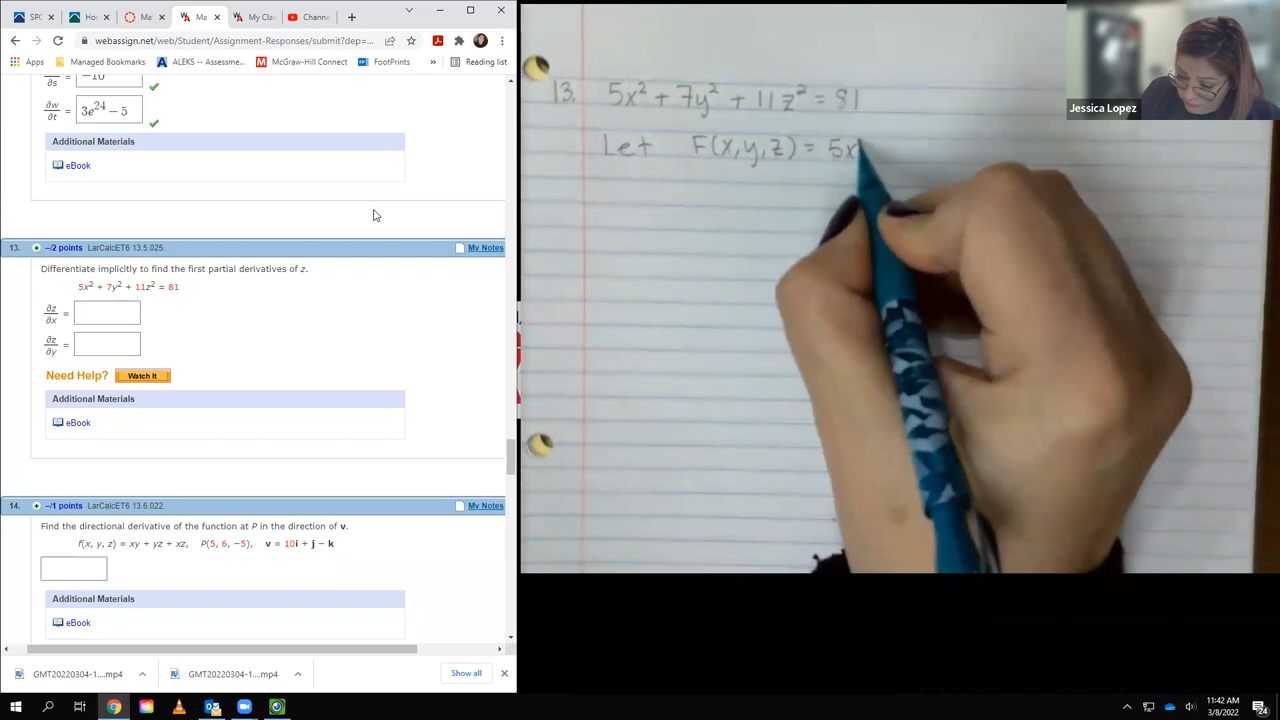 SPC
Hor
Ma
Ma
My Cla
Channe
webassign.net/web/Student/Assignment-Responses/submit?dep=...
Apps
Managed Bookmarks
ALEKS -- Assessme...
McGraw-Hill Connect
FootPrints
»
Reading list
∂s = −10
∂w/∂t = 3e^24 − 5
Additional Materials
eBook
13. −/2 points LarCalcET6 13.5.025. My Notes
Differentiate implicitly to find the first partial derivatives of z.
5x² + 7y² + 11z² = 81
∂z/∂x =
∂z/∂y =
Need Help? Watch It
Additional Materials
eBook
14. −/1 points LarCalcET6 13.6.022. My Notes
Find the directional derivative of the function at P in the direction of v.
f(x, y, z) = xy + yz + xz, P(5, 6, −5), v = 10i + j − k
Additional Materials
eBook
GMT20220304-1....mp4
GMT20220304-1....mp4
Show all
13. 5x² + 7y² + 11z² = 81
Let F(x,y,z) = 5x
Jessica Lopez
11:42 AM
3/8/2022
24